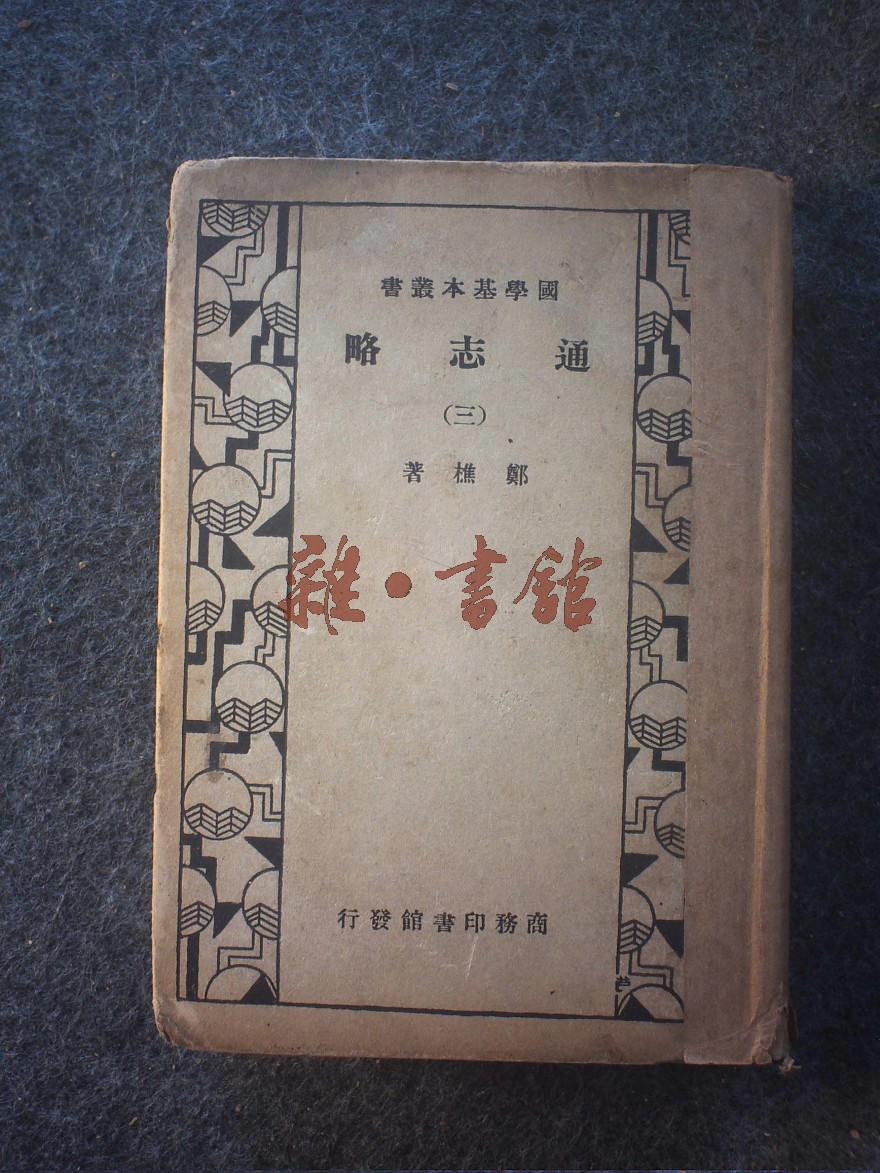 國學基本叢書
通志略
(三)
鄭樵著
雜·書館
商務印書館發行